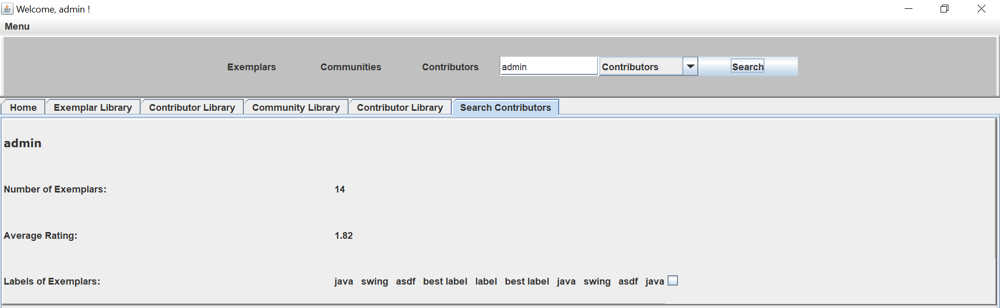 Welcome, admin !
Menu
Exemplars Communities Contributors admin Contributors Search
Home Exemplar Library Contributor Library Community Library Contributor Library Search Contributors
admin
Number of Exemplars: 14
Average Rating: 1.82
Labels of Exemplars: java swing asdf best label label best label java swing asdf java